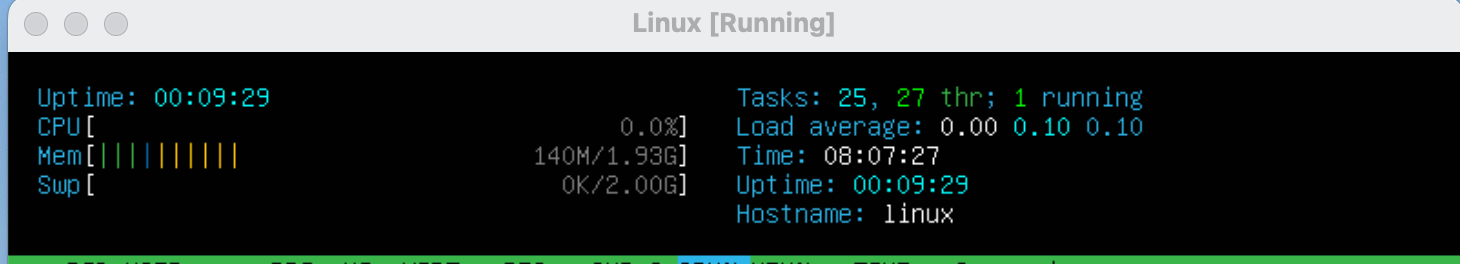 Linux [Running]
Uptime: 00:09:29
CPU[ 0.0%]
Mem[||||||||||| 140M/1.93G]
Swp[ 0K/2.00G]
Tasks: 25, 27 thr; 1 running
Load average: 0.00 0.10 0.10
Time: 08:07:27
Uptime: 00:09:29
Hostname: linux